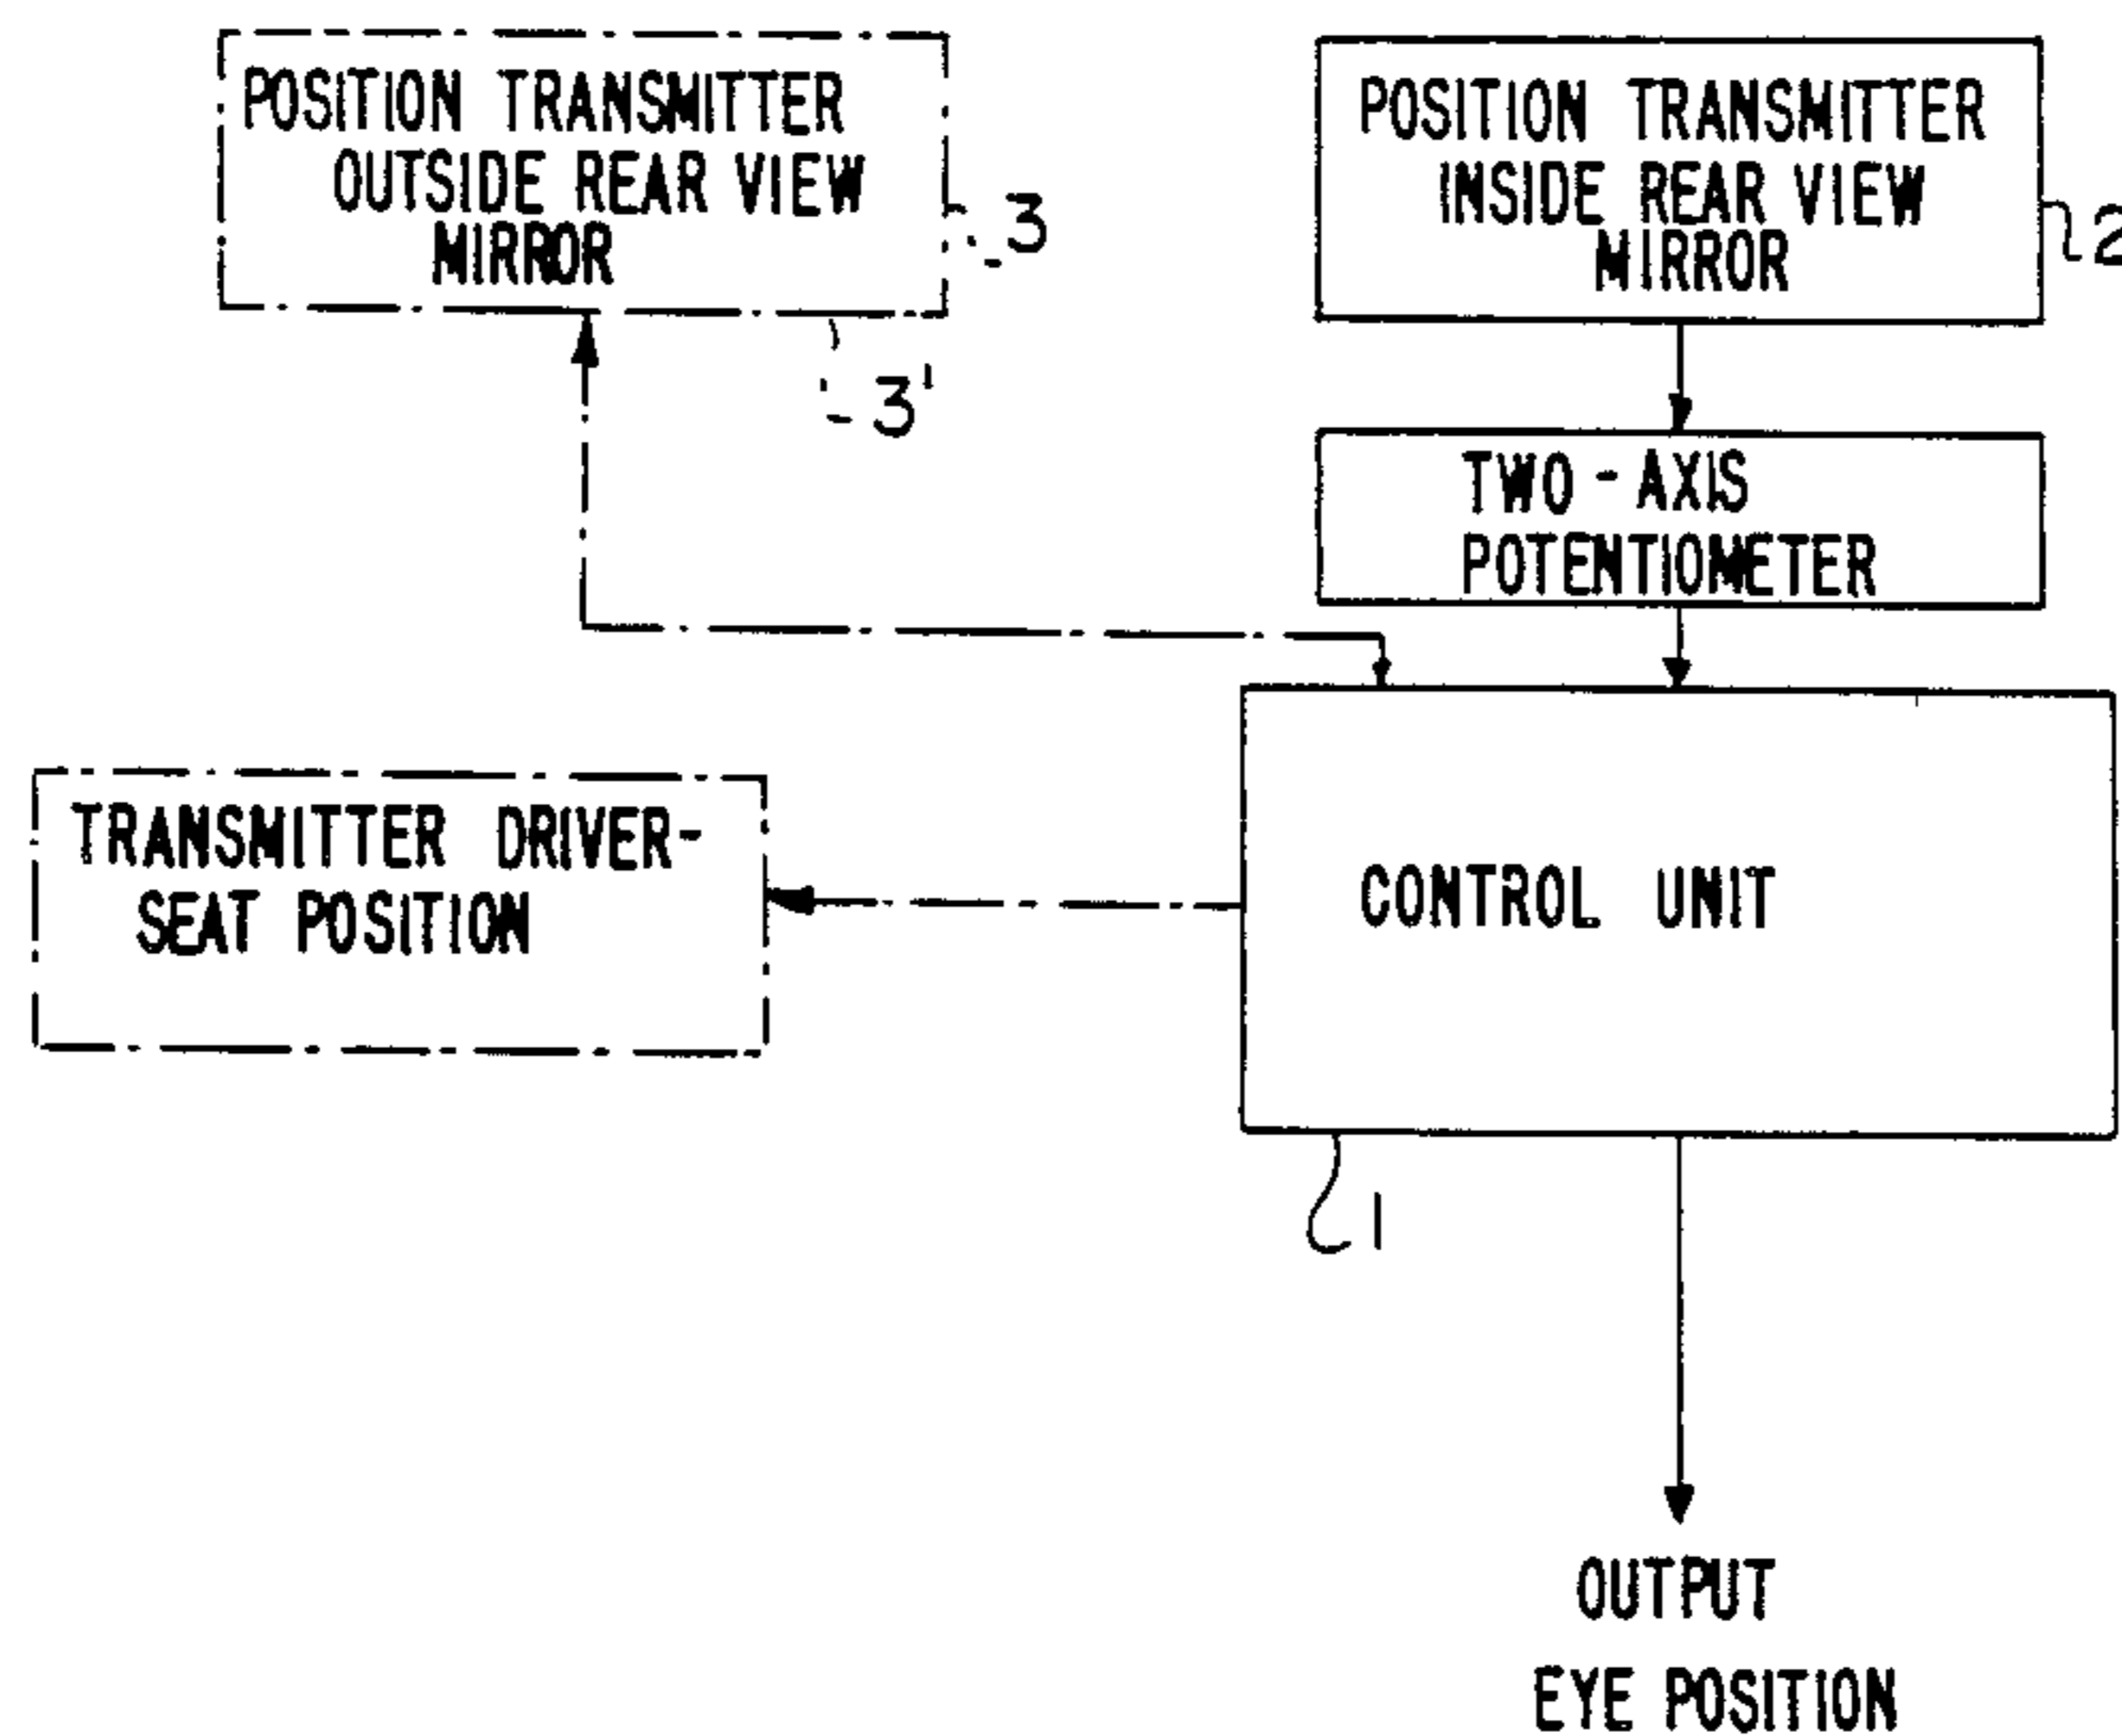 POSITION TRANSMITTER
OUTSIDE REAR VIEW
MIRROR
3
3'
POSITION TRANSMITTER
INSIDE REAR VIEW
MIRROR
2
TWO-AXIS
POTENTIOMETER
TRANSMITTER DRIVER-
SEAT POSITION
CONTROL UNIT
1
OUTPUT
EYE POSITION